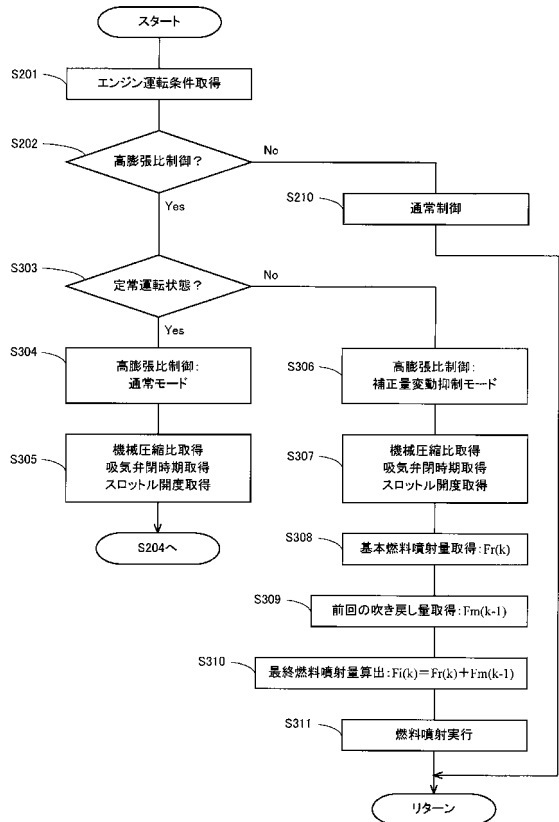 スタート
S201
エンジン運転条件取得
S202
高膨張比制御？
No
Yes
S210
通常制御
S303
定常運転状態？
No
Yes
S304
高膨張比制御：
通常モード
S306
高膨張比制御：
補正量変動抑制モード
S305
機械圧縮比取得
吸気弁閉時期取得
スロットル開度取得
S307
機械圧縮比取得
吸気弁閉時期取得
スロットル開度取得
S204へ
S308
基本燃料噴射量取得：Fr(k)
S309
前回の吹き戻し量取得：Fm(k-1)
S310
最終燃料噴射量算出：Fi(k)＝Fr(k)＋Fm(k-1)
S311
燃料噴射実行
リターン